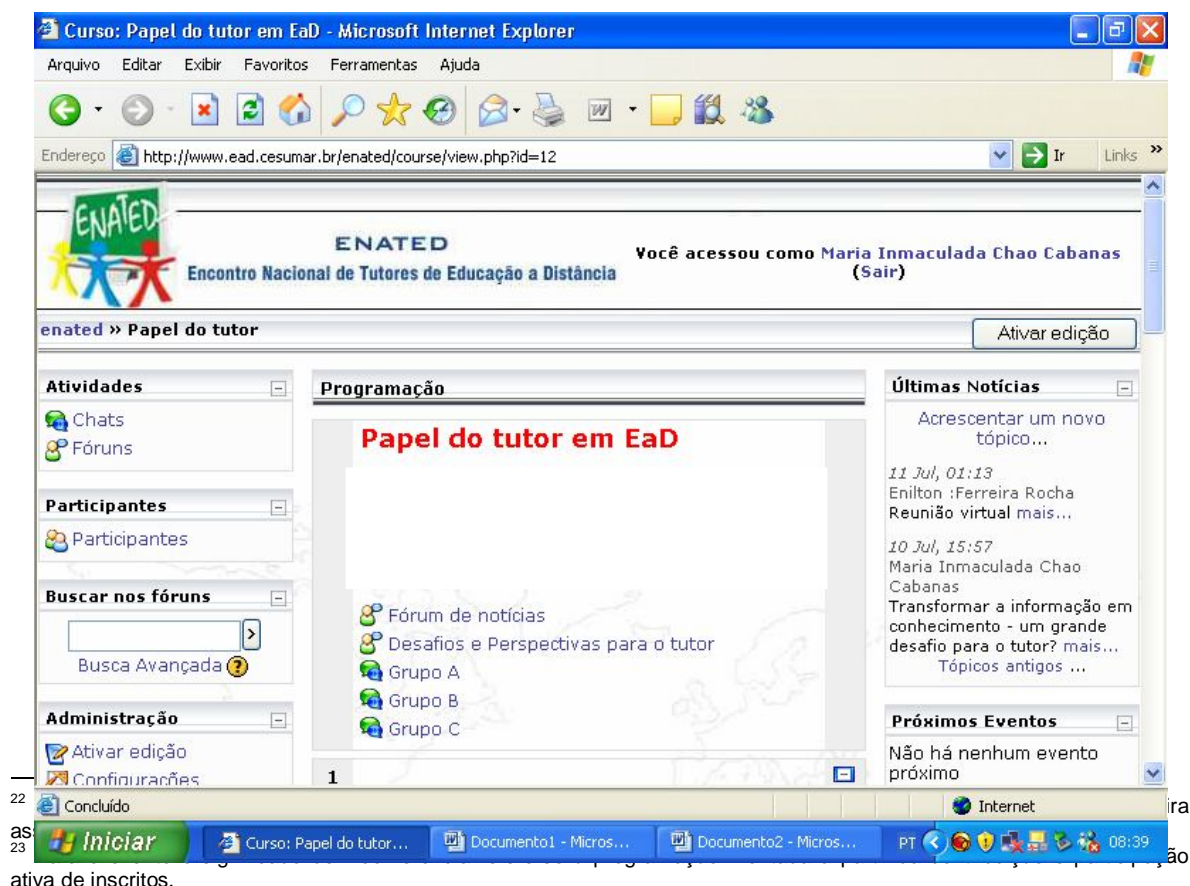 Curso: Papel do tutor em EaD - Microsoft Internet Explorer
Arquivo Editar Exibir Favoritos Ferramentas Ajuda
Endereço http://www.ead.cesumar.br/enated/course/view.php?id=12 Ir Links »
ENATED
ENATED
Encontro Nacional de Tutores de Educação a Distância
Você acessou como Maria Inmaculada Chao Cabanas
(Sair)
enated » Papel do tutor
Ativar edição
Atividades
Chats
Fóruns
Participantes
Participantes
Buscar nos fóruns
Busca Avançada
Administração
Ativar edição
Configurações
Programação
Papel do tutor em EaD
Fórum de notícias
Desafios e Perspectivas para o tutor
Grupo A
Grupo B
Grupo C
1
Últimas Notícias
Acrescentar um novo
tópico...
11 Jul, 01:13
Enilton :Ferreira Rocha
Reunião virtual mais...
10 Jul, 15:57
Maria Inmaculada Chao
Cabanas
Transformar a informação em
conhecimento - um grande
desafio para o tutor? mais...
Tópicos antigos ...
Próximos Eventos
Não há nenhum evento
próximo
Concluído Internet
Iniciar Curso: Papel do tutor... Documento1 - Micros... Documento2 - Micros... PT 08:39
22
23
ativa de inscritos.